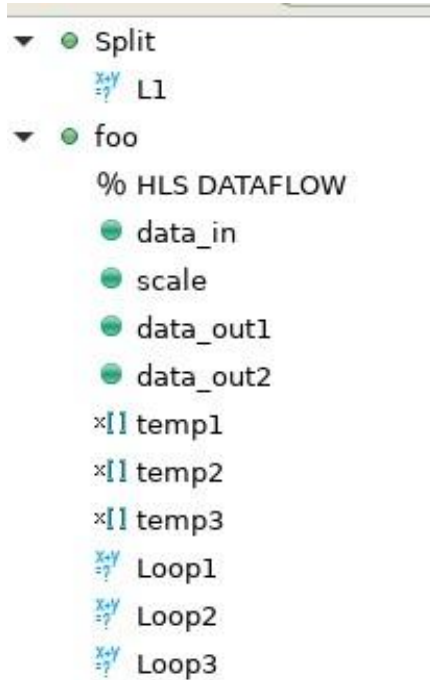 Split
L1
foo
% HLS DATAFLOW
data_in
scale
data_out1
data_out2
x[] temp1
x[] temp2
x[] temp3
Loop1
Loop2
Loop3